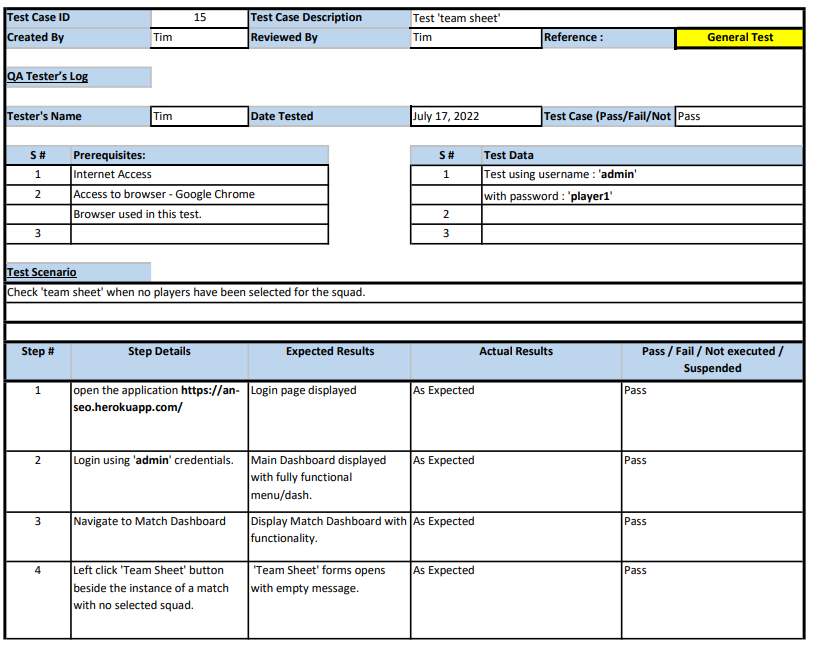 Test Case ID 15 Test Case Description Test 'team sheet'
Created By Tim Reviewed By Tim Reference : General Test
QA Tester's Log
Tester's Name Tim Date Tested July 17, 2022 Test Case (Pass/Fail/Not Pass
S # Prerequisites: S # Test Data
1 Internet Access 1 Test using username : 'admin'
2 Access to browser - Google Chrome with password : 'player1'
Browser used in this test. 2
3 3
Test Scenario
Check 'team sheet' when no players have been selected for the squad.
Step # Step Details Expected Results Actual Results Pass / Fail / Not executed /
Suspended
1 open the application https://an- Login page displayed As Expected Pass
seo.herokuapp.com/
2 Login using 'admin' credentials. Main Dashboard displayed As Expected Pass
with fully functional
menu/dash.
3 Navigate to Match Dashboard Display Match Dashboard with As Expected Pass
functionality.
4 Left click 'Team Sheet' button 'Team Sheet' forms opens As Expected Pass
beside the instance of a match with empty message.
with no selected squad.